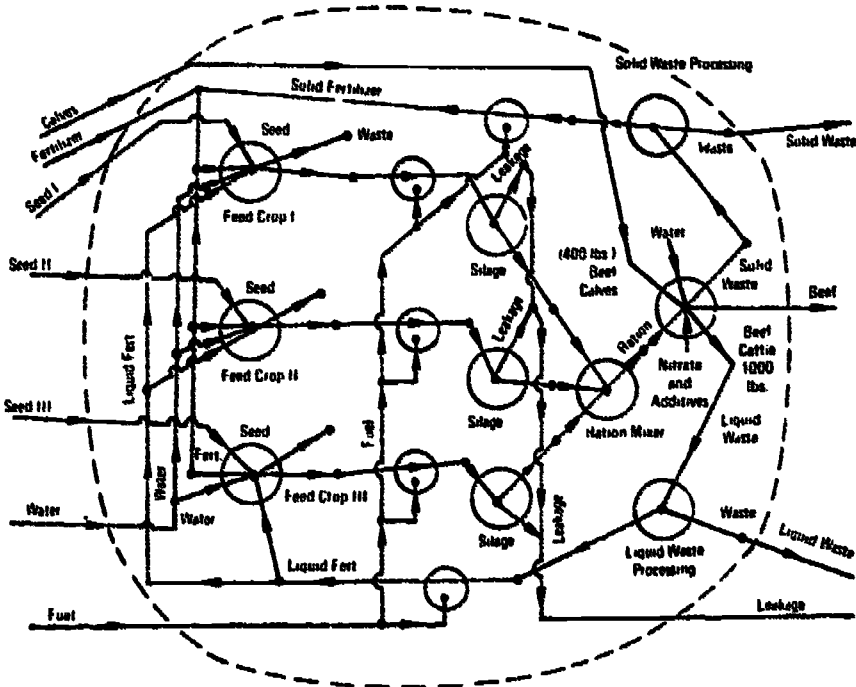 Solid Waste Processing
Solid Fertilizer
Calves
Fertilizer
Seed I
Seed
Waste
Leakage
Waste
Solid Waste
Feed Crop I
Silage
(400 lbs)
Beef
Calves
Water
Solid
Waste
Seed II
Seed
Leakage
Beef
Liquid Fert
Feed Crop II
Ration
Beef
Cattle
1000
lbs.
Nitrate
and
Additives
Seed III
Seed
Fuel
Silage
Ration Mixer
Liquid
Waste
Fert.
Water
Water
Feed Crop III
Water
Silage
Leakage
Waste
Liquid Waste
Liquid Fert
Liquid Waste
Processing
Fuel
Leakage